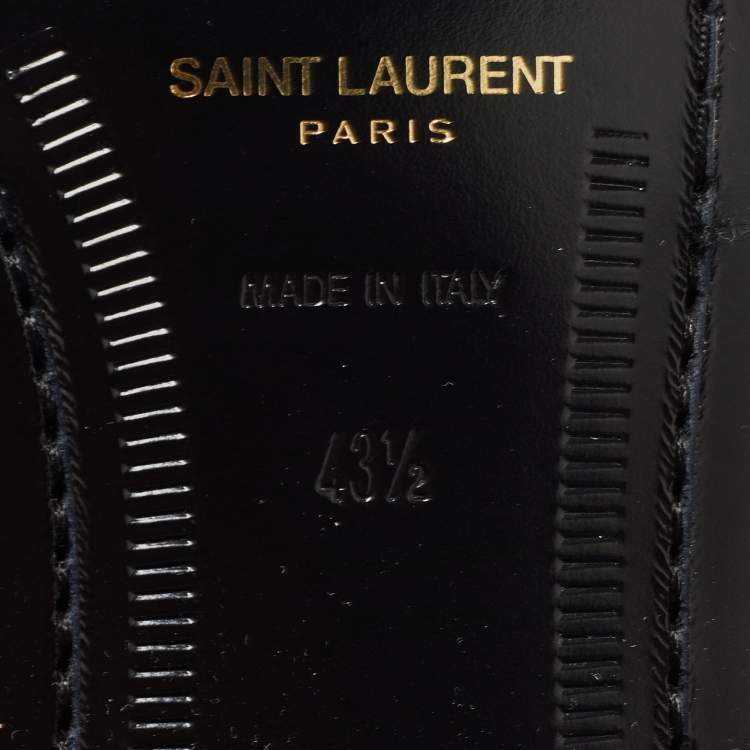 SAINT LAURENT
PARIS
MADE IN ITALY
43½